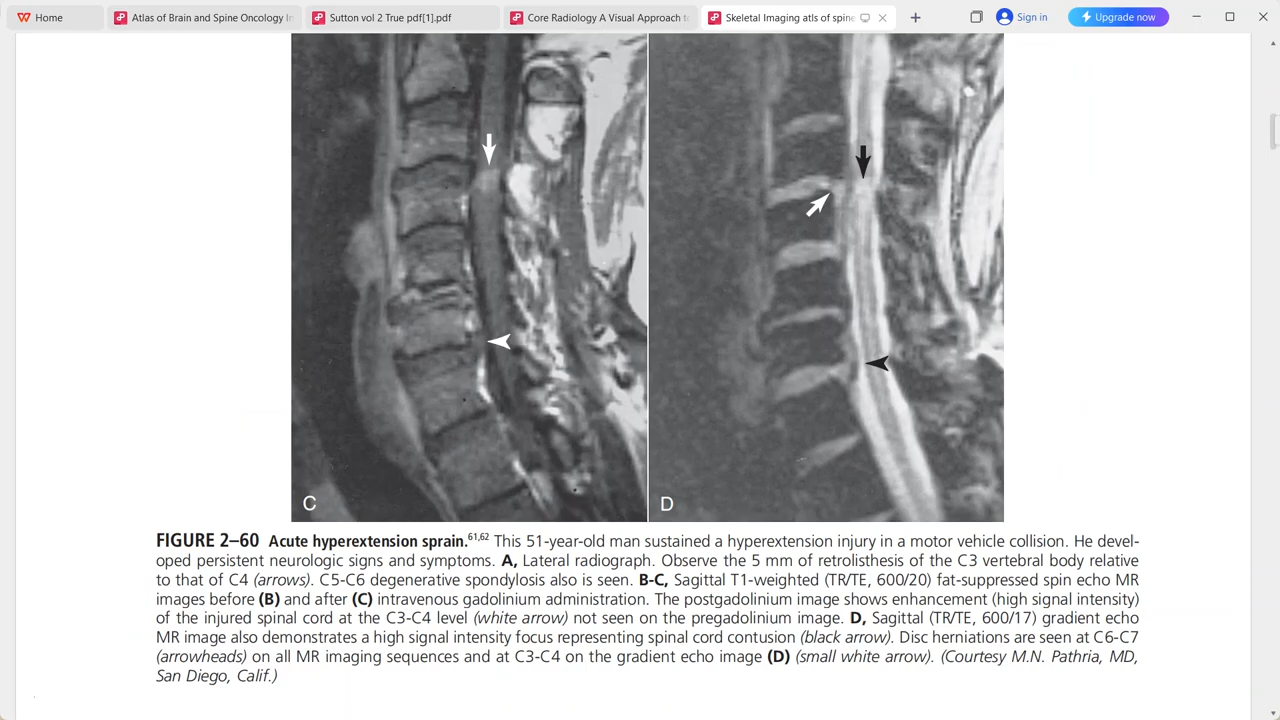 Home
Atlas of Brain and Spine Oncology In
Sutton vol 2 True pdf[1].pdf
Core Radiology A Visual Approach to
Skeletal Imaging atls of spine
Sign in
Upgrade now
C
D
FIGURE 2–60 Acute hyperextension sprain.61,62 This 51-year-old man sustained a hyperextension injury in a motor vehicle collision. He devel-
oped persistent neurologic signs and symptoms. A, Lateral radiograph. Observe the 5 mm of retrolisthesis of the C3 vertebral body relative
to that of C4 (arrows). C5-C6 degenerative spondylosis also is seen. B-C, Sagittal T1-weighted (TR/TE, 600/20) fat-suppressed spin echo MR
images before (B) and after (C) intravenous gadolinium administration. The postgadolinium image shows enhancement (high signal intensity)
of the injured spinal cord at the C3-C4 level (white arrow) not seen on the pregadolinium image. D, Sagittal (TR/TE, 600/17) gradient echo
MR image also demonstrates a high signal intensity focus representing spinal cord contusion (black arrow). Disc herniations are seen at C6-C7
(arrowheads) on all MR imaging sequences and at C3-C4 on the gradient echo image (D) (small white arrow). (Courtesy M.N. Pathria, MD,
San Diego, Calif.)